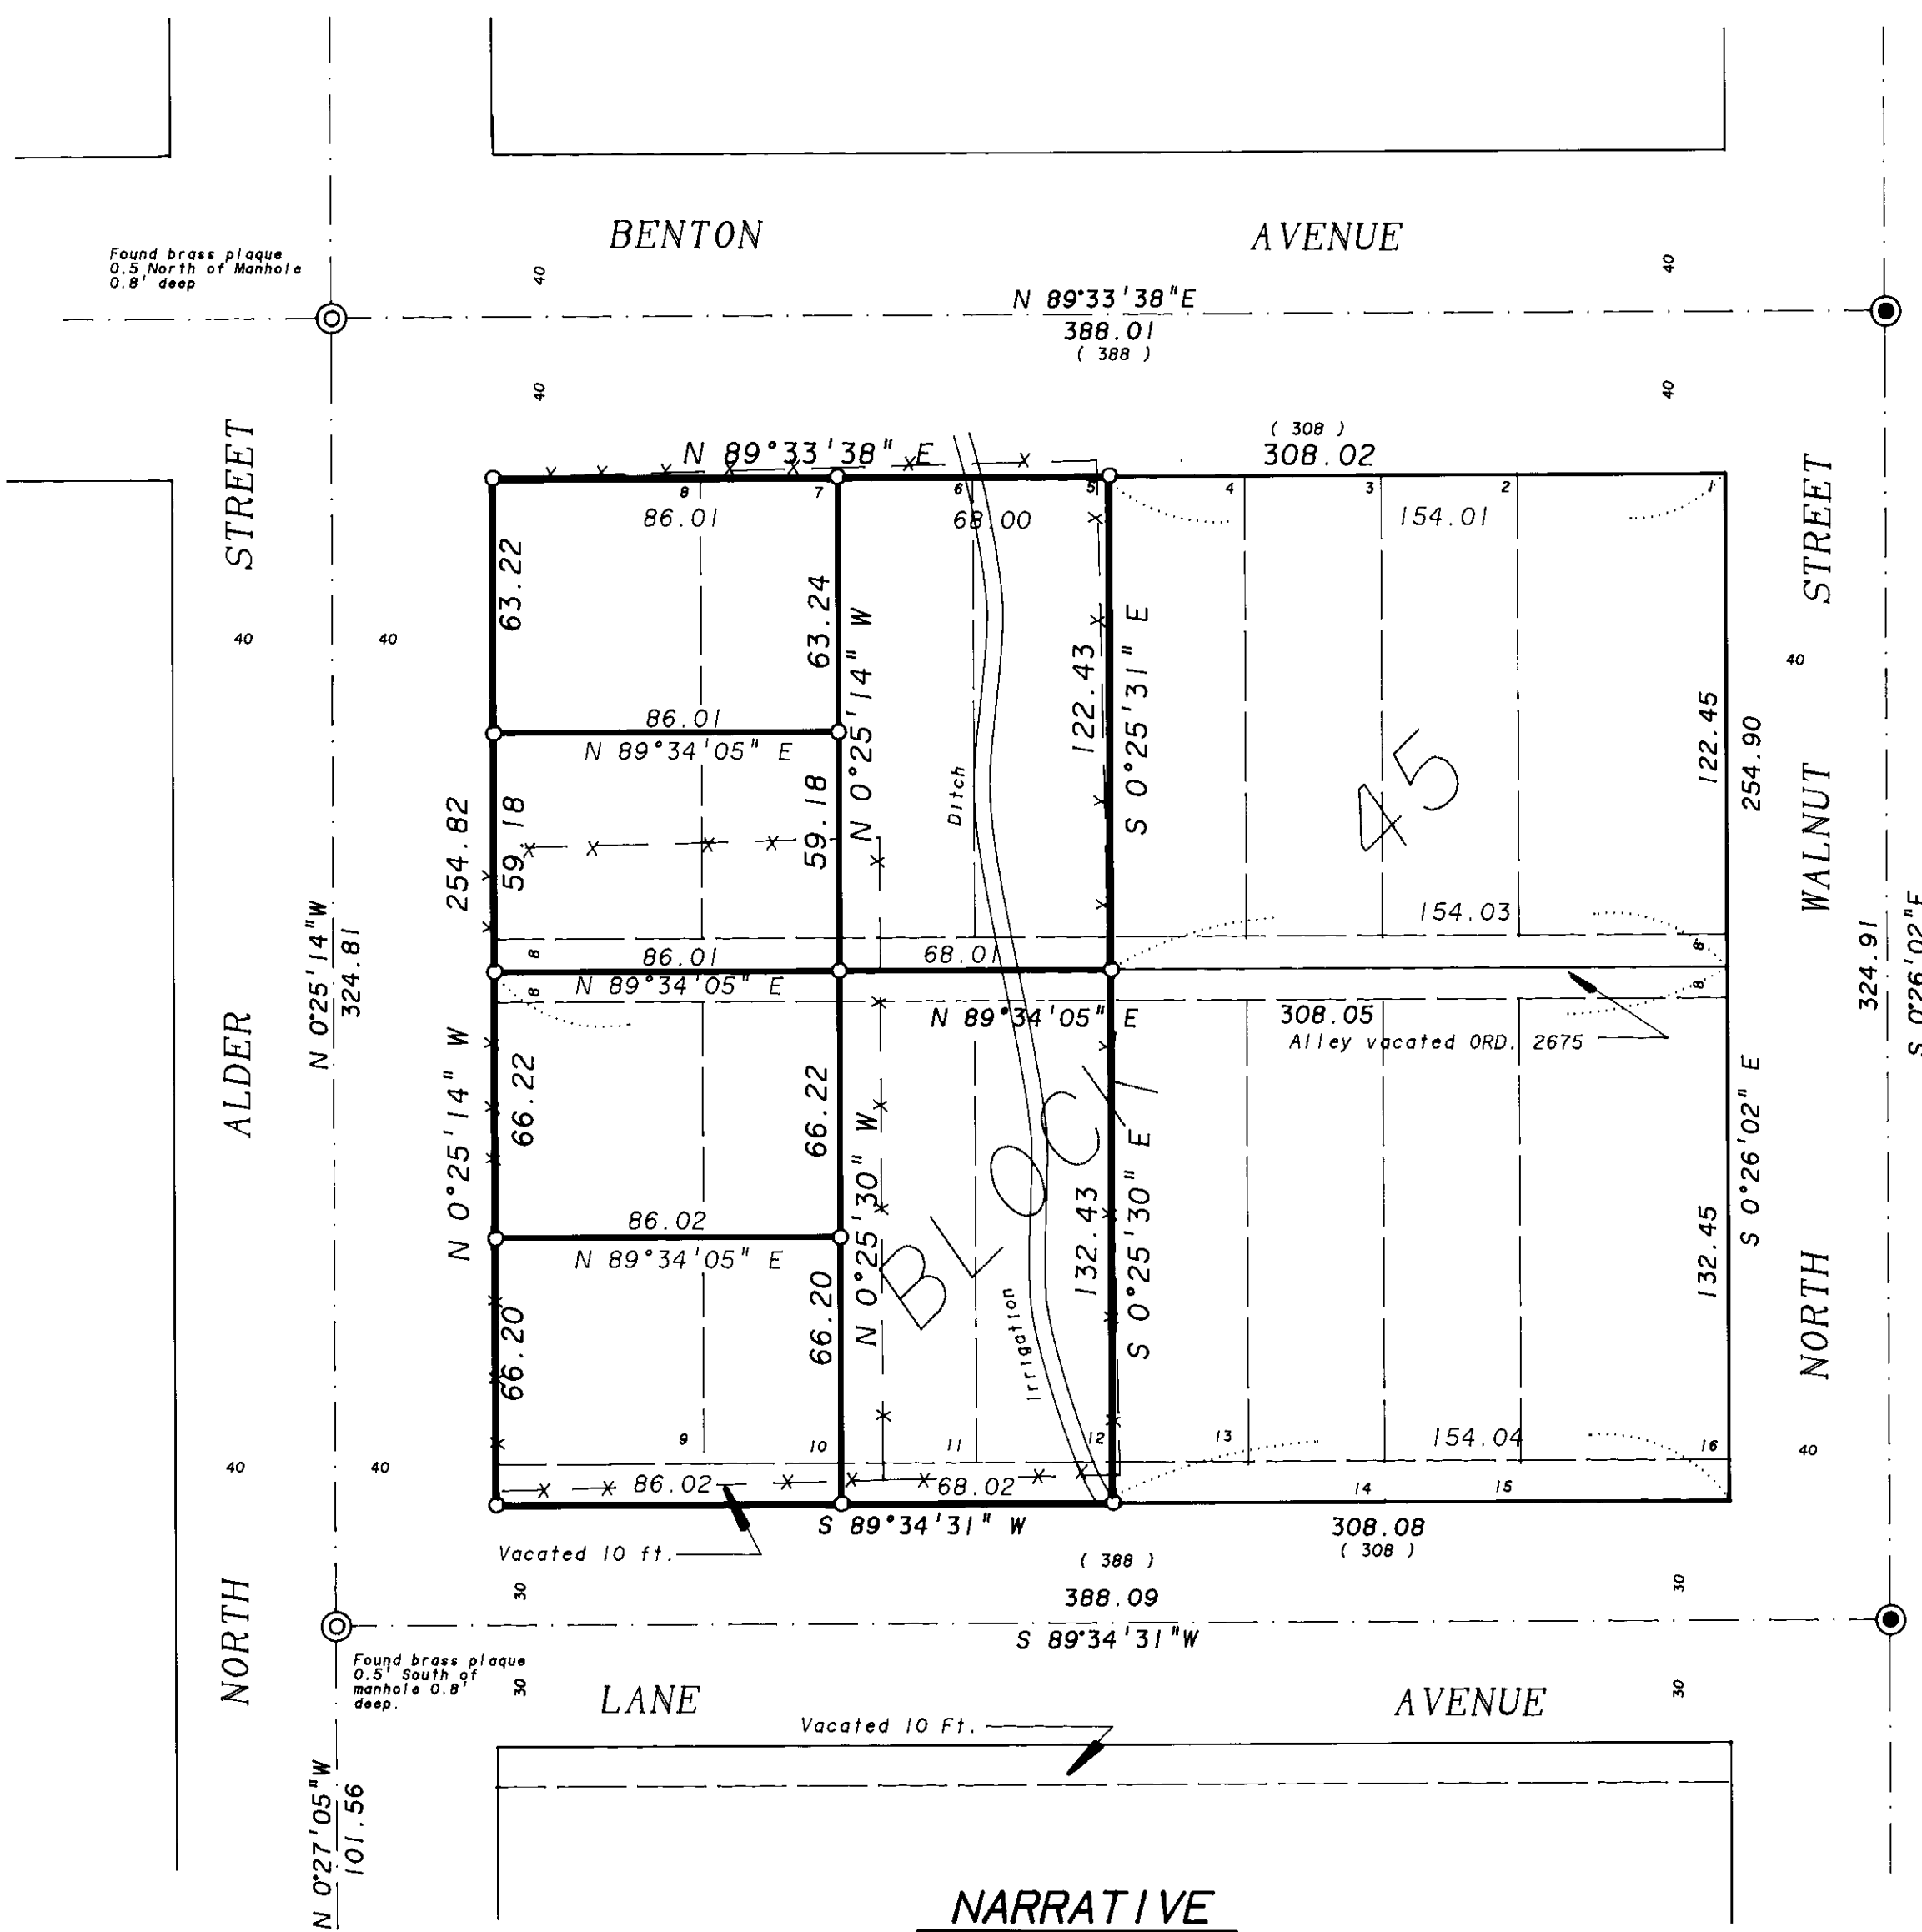 BENTON AVENUE
Found brass plaque
0.5 North of Manhole
0.8' deep
40
40
N 89°33'38"E
388.01
( 388 )
40
40
( 308 )
N 89°33'38" E
308.02
8
7
6
5
4
3
2
1
86.01
68.00
154.01
STREET
STREET
63.22
63.24
N 0°25'14" W
122.43
S 0°25'31" E
40
40
40
122.45
254.90
86.01
N 89°34'05" E
Ditch
45
254.82
59.18
59.18
WALNUT
N 0°25'14"W
324.81
324.91
S 0°26'02"E
154.03
8
86.01
68.01
8
N 89°34'05" E
8
8
N 89°34'05" E
308.05
Alley vacated ORD. 2675
ALDER
N 0°25'14" W
66.22
66.22
N 0°25'30" W
BLOCK
132.43
S 0°25'30" E
S 0°26'02" E
132.45
86.02
N 89°34'05" E
Irrigation
NORTH
66.20
66.20
9
10
11
12
13
154.04
16
40
40
40
86.02
68.02
14
15
S 89°34'31" W
308.08
( 308 )
Vacated 10 ft.
( 388 )
388.09
30
30
S 89°34'31"W
NORTH
Found brass plaque
0.5' South of
manhole 0.8'
deep.
30
30
LANE AVENUE
Vacated 10 Ft.
N 0°27'05"W
101.56
NARRATIVE